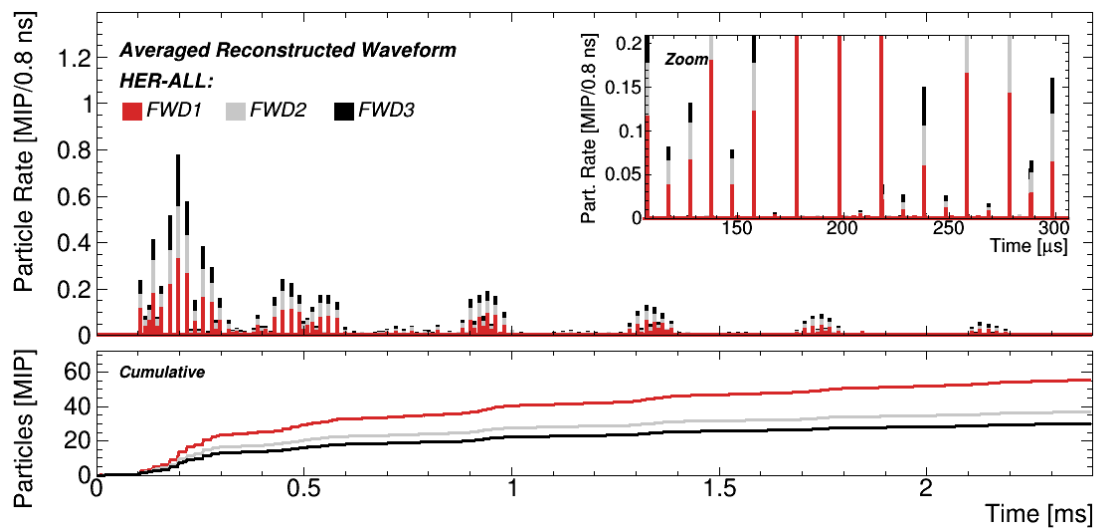 Particle Rate [MIP/0.8 ns]
1.2
1
0.8
0.6
0.4
0.2
0
Averaged Reconstructed Waveform
HER-ALL:
FWD1 FWD2 FWD3
Part. Rate [MIP/0.8 ns]
0.2
0.15
0.1
0.05
0
Zoom
150 200 250 300
Time [μs]
Particles [MIP]
60
40
20
0
Cumulative
0 0.5 1 1.5 2
Time [ms]